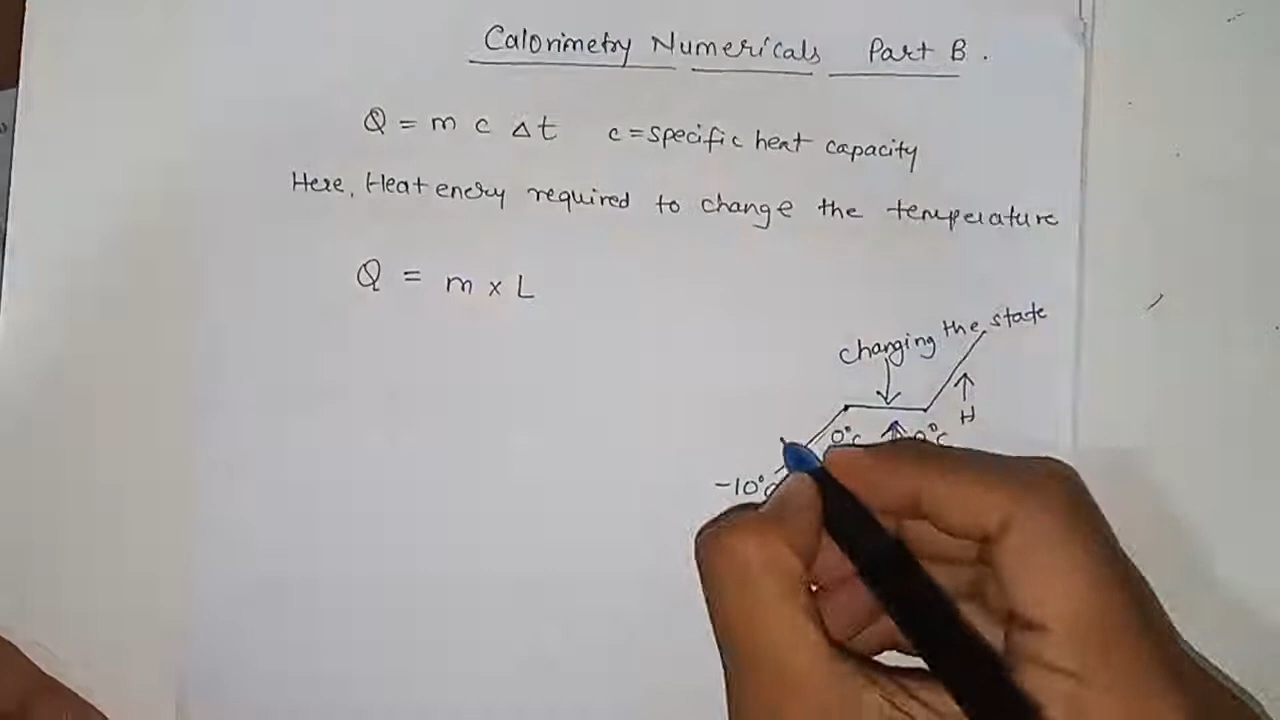 Calorimetry Numericals Part B.
Q = m c Δt c = specific heat capacity
Here, Heat enery required to change the temperature
Q = m x L
changing the state
H
0°c 0°c
-10°c